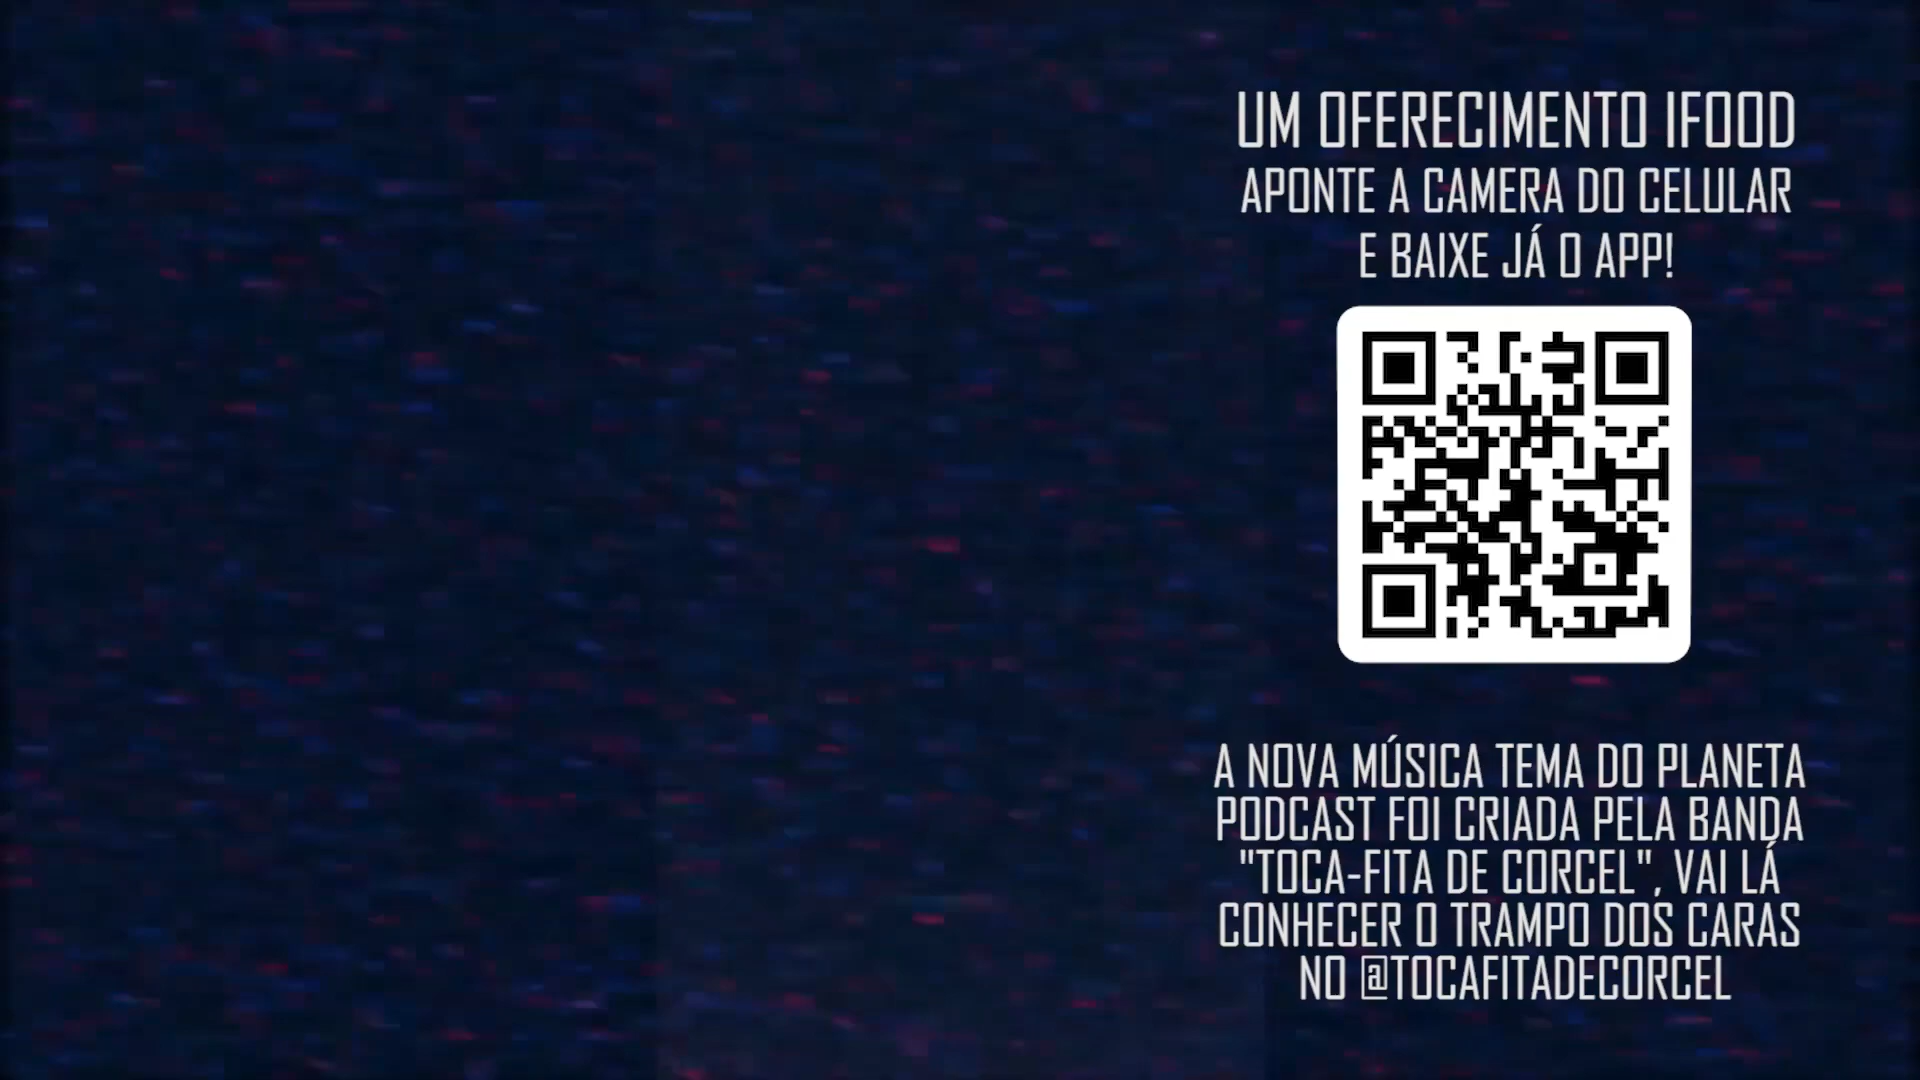 UM OFERECIMENTO IFOOD
APONTE A CAMERA DO CELULAR
E BAIXE JÁ O APP!
A NOVA MÚSICA TEMA DO PLANETA
PODCAST FOI CRIADA PELA BANDA
"TOCA-FITA DE CORCEL", VAI LÁ
CONHECER O TRAMPO DOS CARAS
NO @TOCAFITADECORCEL